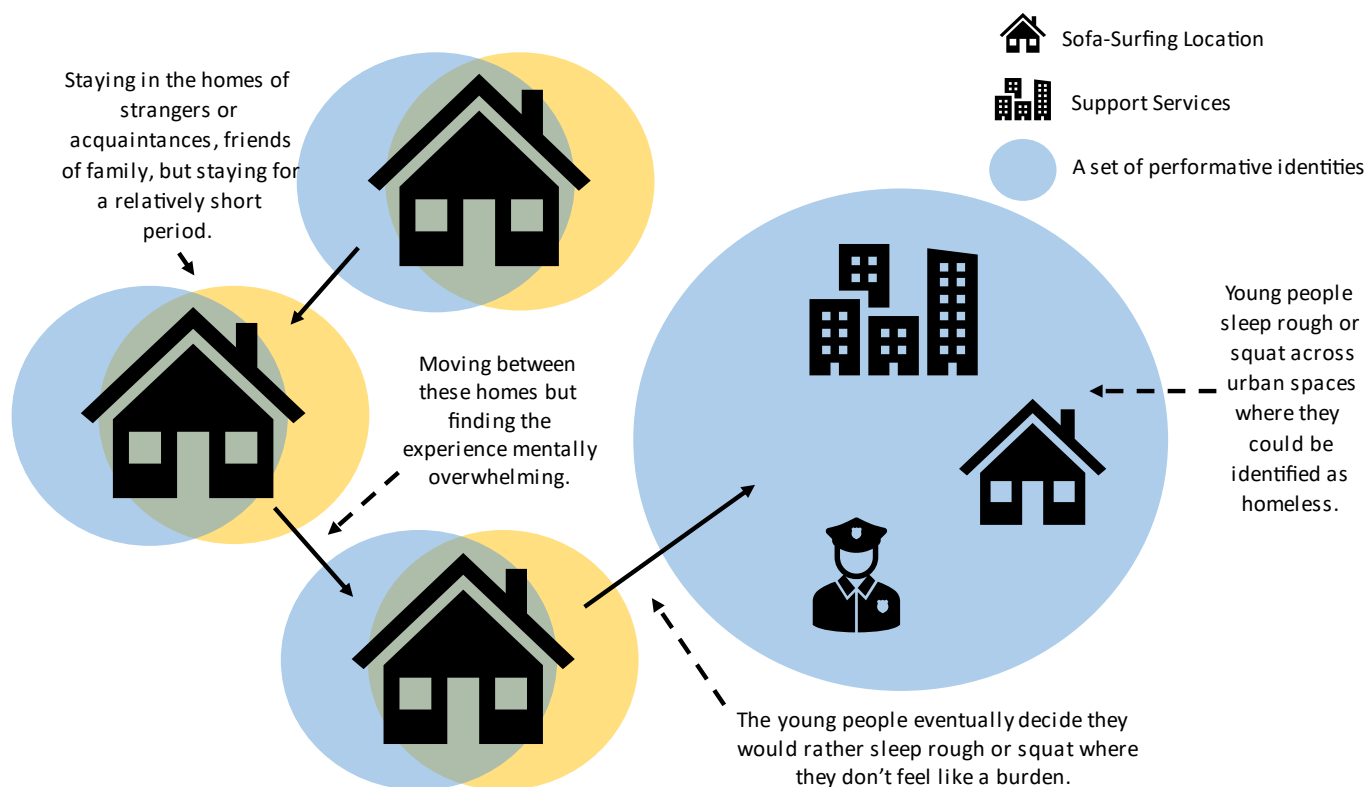 Sofa-Surfing Location
Support Services
A set of performative identities
Staying in the homes of
strangers or
acquaintances, friends
of family, but staying for
a relatively short
period.
Moving between
these homes but
finding the
experience mentally
overwhelming.
Young people
sleep rough or
squat across
urban spaces
where they
could be
identified as
homeless.
The young people eventually decide they
would rather sleep rough or squat where
they don’t feel like a burden.